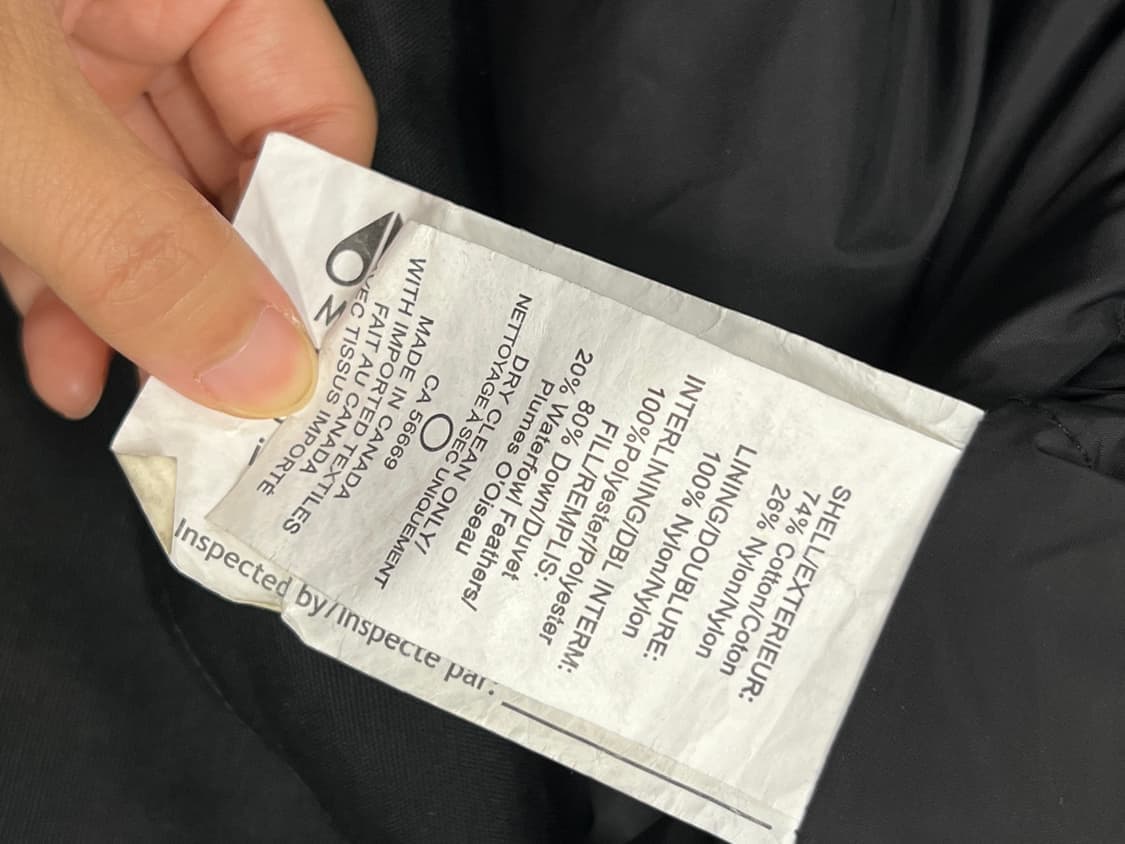 SHELL/EXTERIEUR:
74% Cotton/Coton
26% Nylon/Nylon
LINING/DOUBLURE:
100% Nylon/Nylon
INTERLINING/DBL INTERM:
100%Polyester/Polyester
FILL/REMPLIS:
80% Down/Duvet
20% Waterfowl Feathers/
Plumes O'Oiseau
DRY CLEAN ONLY/
NETTOYAGE A SEC UNIQUEMENT
CA 56669
MADE IN CANADA
WITH IMPORTED TEXTILES
FAIT AU CANADA
TISSUS IMPORTÉ
N
Inspected by/Inspecte par: